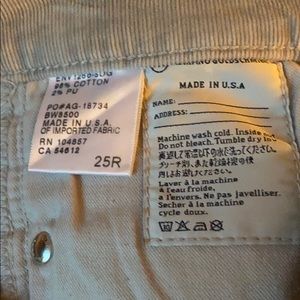 98% COTTON
2% PU
PO#AG-18734
BW8500
MADE IN U.S.A.
OF IMPORTED FABRIC
RN 104857
CA 54612
25R
GOLDSCHMIED
MADE IN U.S.A
NAME:
ADDRESS:
Machine wash cold. Inside out
Do not bleach. Tumble dry low
Laver à la machine
à l'eau froide,
à l'envers. Ne pas javelliser.
Sécher à la machine
cycle doux.